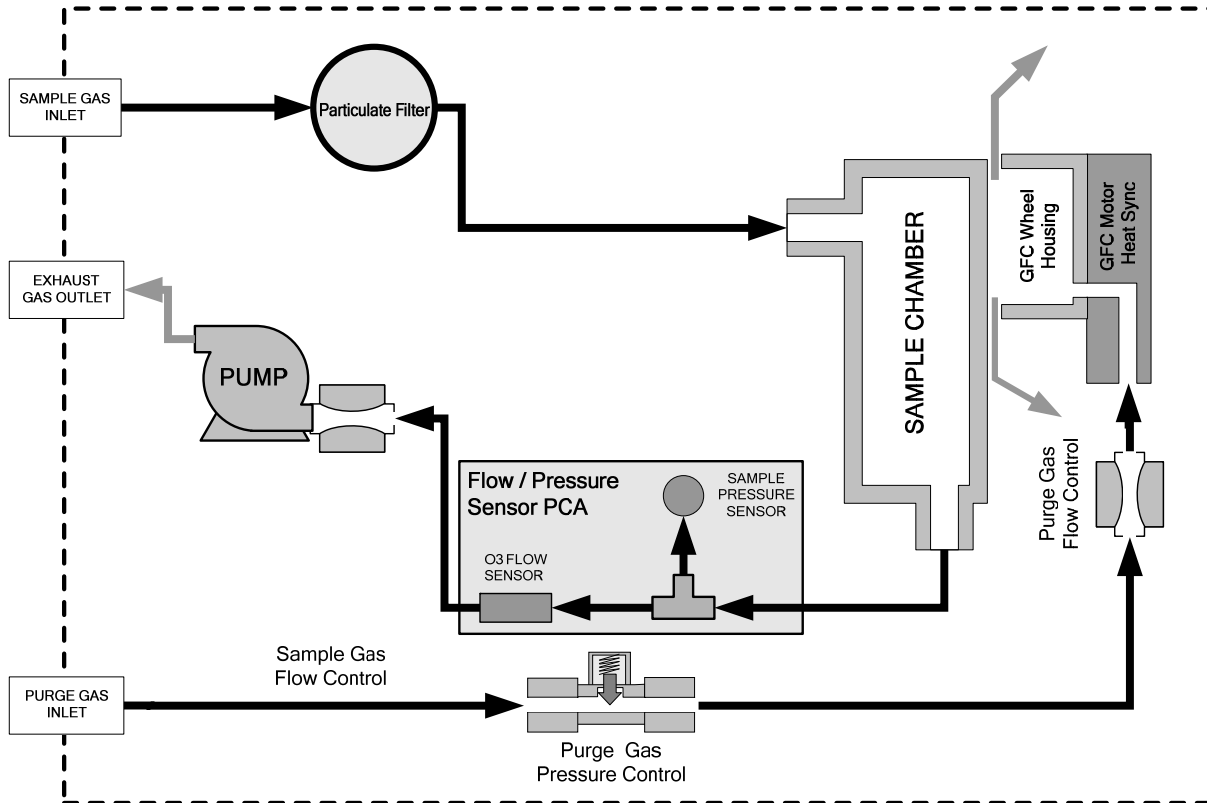 SAMPLE GAS
INLET
Particulate Filter
GFC Wheel
Housing
GFC Motor
Heat Sync
SAMPLE CHAMBER
EXHAUST
GAS OUTLET
PUMP
Flow / Pressure
Sensor PCA
SAMPLE
PRESSURE
SENSOR
O3 FLOW
SENSOR
Purge Gas
Flow Control
Sample Gas
Flow Control
PURGE GAS
INLET
Purge Gas
Pressure Control